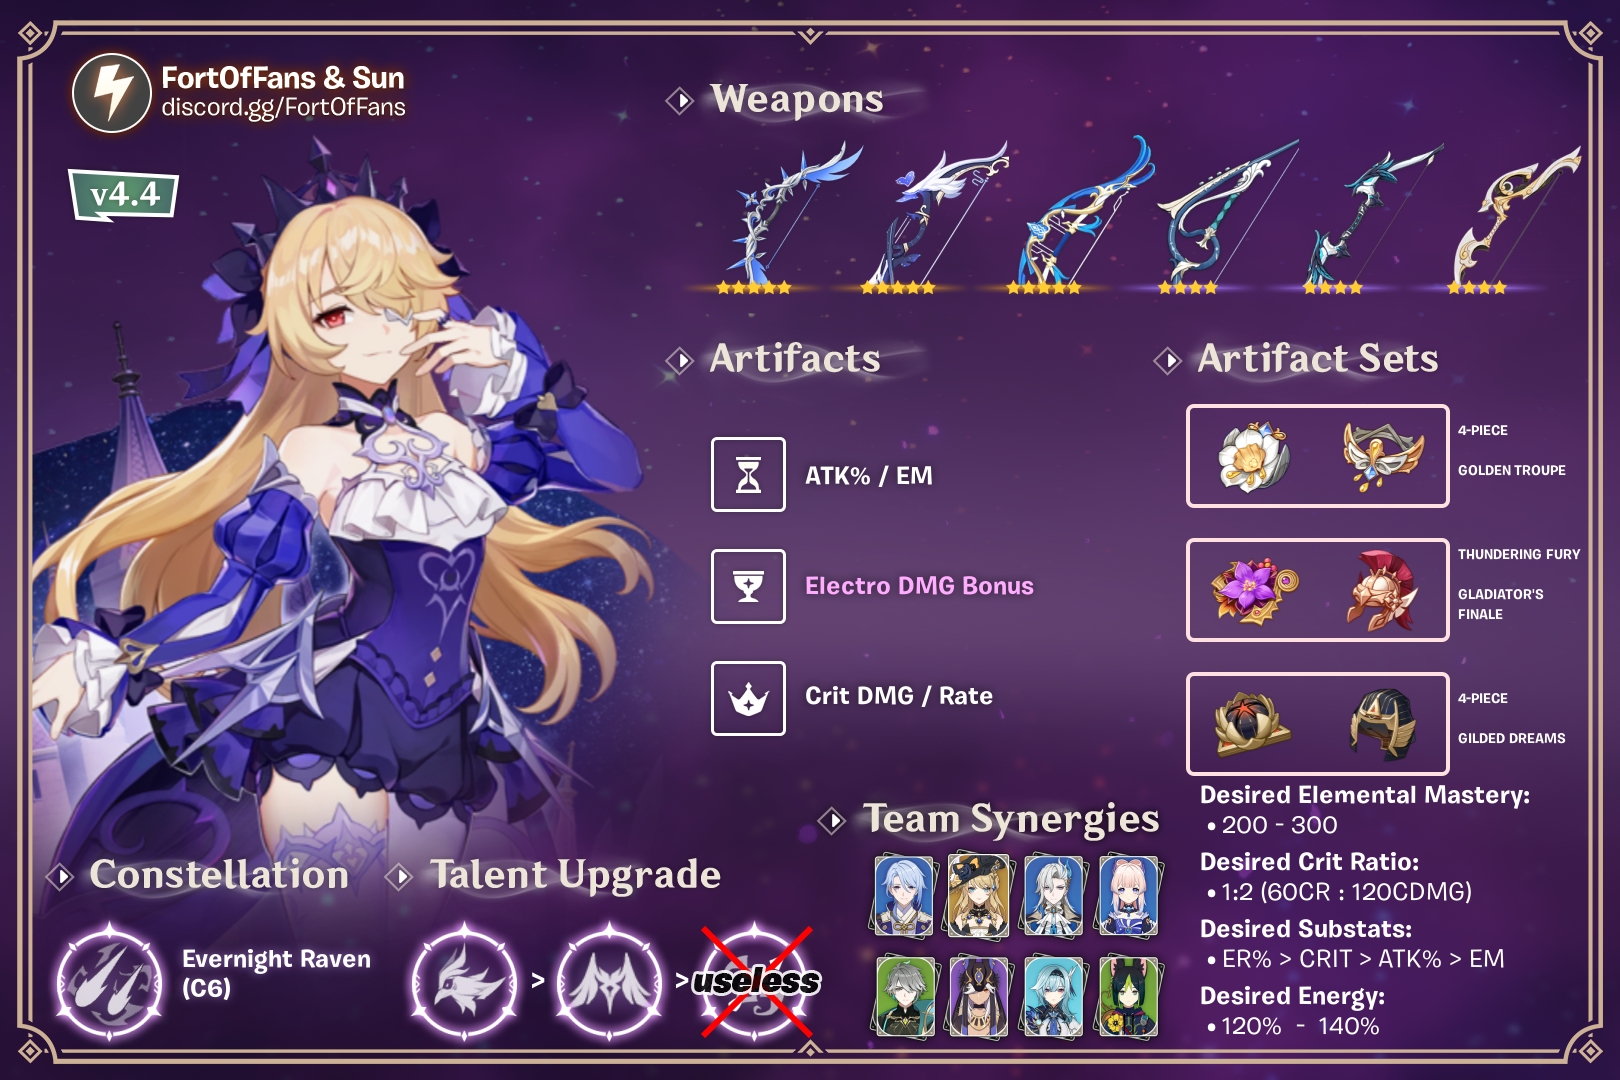 FortOfFans & Sun
discord.gg/FortOfFans
v4.4
Weapons
Artifacts
ATK% / EM
Electro DMG Bonus
Crit DMG / Rate
Artifact Sets
4-PIECE
GOLDEN TROUPE
THUNDERING FURY
GLADIATOR'S
FINALE
4-PIECE
GILDED DREAMS
Desired Elemental Mastery:
• 200 - 300
Desired Crit Ratio:
• 1:2 (60CR : 120CDMG)
Desired Substats:
• ER% > CRIT > ATK% > EM
Desired Energy:
• 120% - 140%
Team Synergies
Constellation
Evernight Raven
(C6)
Talent Upgrade
> > useless